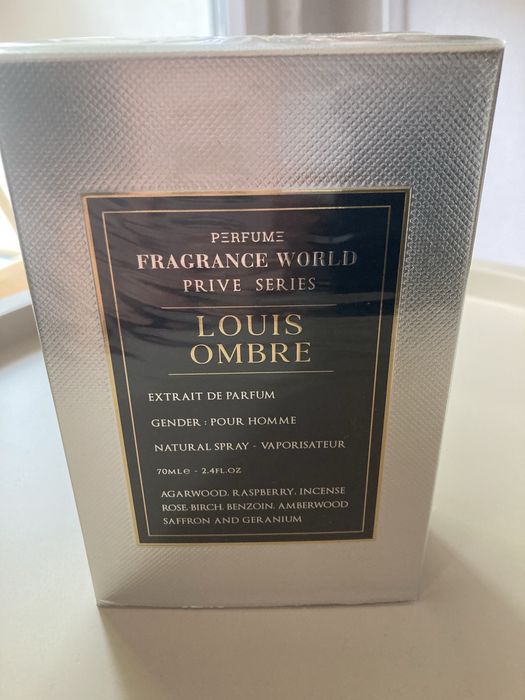 PERFUME
FRAGRANCE WORLD
PRIVE SERIES
LOUIS
OMBRE
EXTRAIT DE PARFUM
GENDER : POUR HOMME
NATURAL SPRAY - VAPORISATEUR
70ML℮ - 2.4FL.OZ
AGARWOOD, RASPBERRY, INCENSE
ROSE, BIRCH, BENZOIN, AMBERWOOD
SAFFRON AND GERANIUM